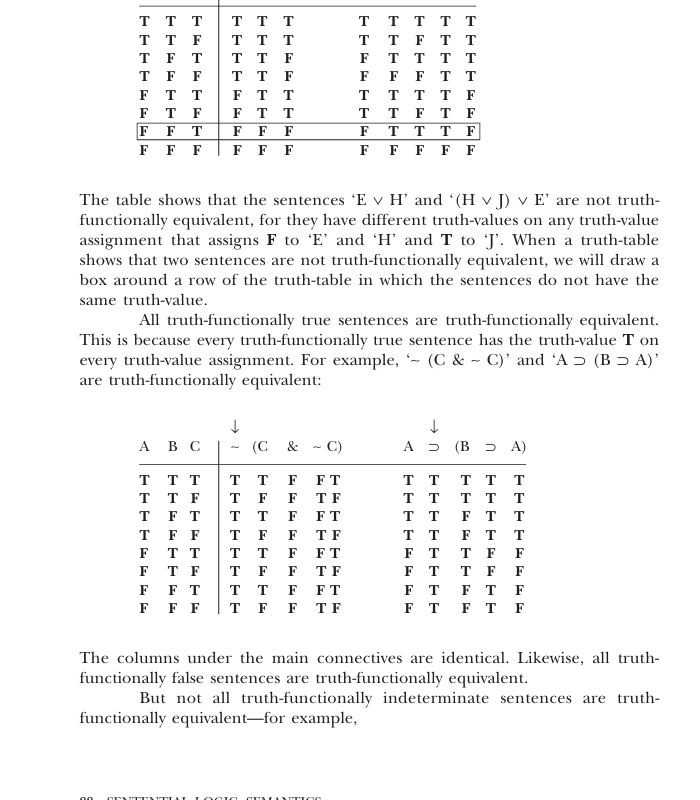 T T T T T T T T T T T
T T F T T T T T F T T
T F T T T F F T T T T
T F F T T F F F F T T
F T T F T T T T T T F
F T F F T T T T F T F
F F T F F F F T T T F
F F F F F F F F F F F
The table shows that the sentences ‘E ∨ H’ and ‘(H ∨ J) ∨ E’ are not truth-
functionally equivalent, for they have different truth-values on any truth-value
assignment that assigns F to ‘E’ and ‘H’ and T to ‘J’. When a truth-table
shows that two sentences are not truth-functionally equivalent, we will draw a
box around a row of the truth-table in which the sentences do not have the
same truth-value.
All truth-functionally true sentences are truth-functionally equivalent.
This is because every truth-functionally true sentence has the truth-value T on
every truth-value assignment. For example, ‘~ (C & ~ C)’ and ‘A ⊃ (B ⊃ A)’
are truth-functionally equivalent:
↓ ↓
A B C ~ (C & ~ C) A ⊃ (B ⊃ A)
T T T T T F F T T T T T T
T T F T F F T F T T T T T
T F T T T F F T T T F T T
T F F T F F T F T T F T T
F T T T T F F T F T T F F
F T F T F F T F F T T F F
F F T T T F F T F T F T F
F F F T F F T F F T F T F
The columns under the main connectives are identical. Likewise, all truth-
functionally false sentences are truth-functionally equivalent.
But not all truth-functionally indeterminate sentences are truth-
functionally equivalent—for example,
88 SENTENTIAL LOGIC: SEMANTICS